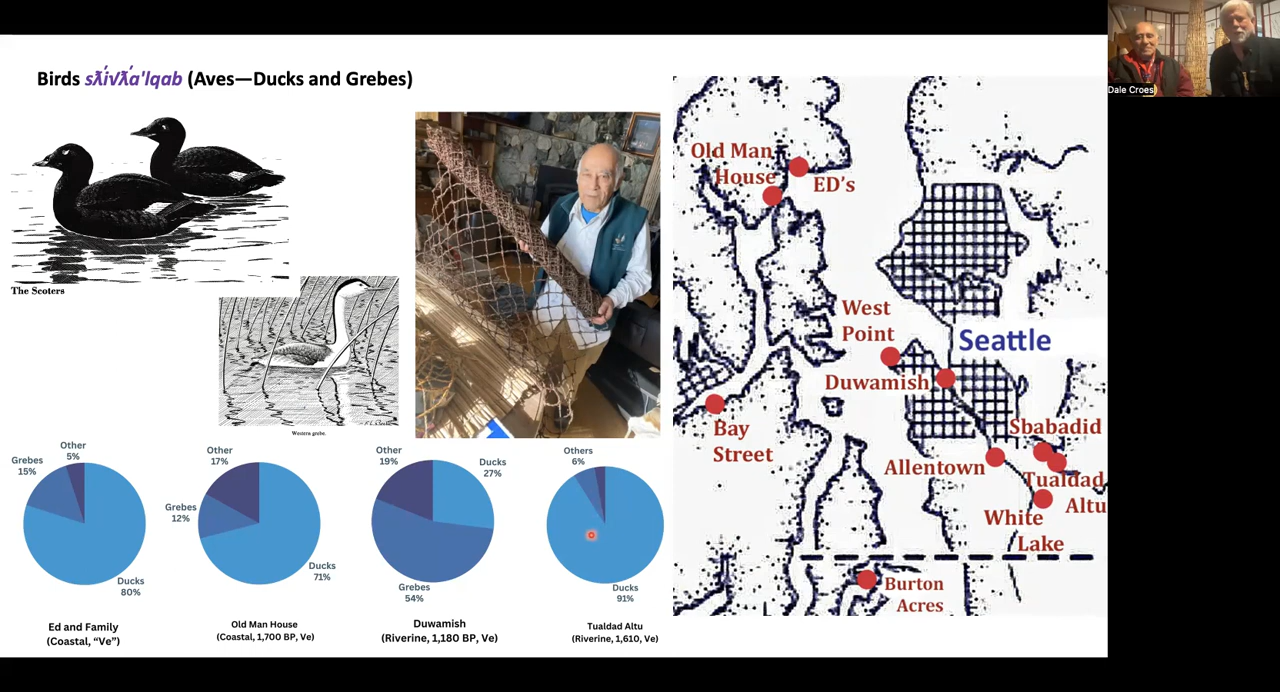 Birds sƛ̓ivƛ̓a'lqab (Aves—Ducks and Grebes)
The Scoters
Western grebe.
Other
5%
Grebes
15%
Ducks
80%
Ed and Family
(Coastal, “Ve”)
Other
17%
Grebes
12%
Ducks
71%
Old Man House
(Coastal, 1,700 BP, Ve)
Other
19%
Ducks
27%
Grebes
54%
Duwamish
(Riverine, 1,180 BP, Ve)
Others
6%
Ducks
91%
Tualdad Altu
(Riverine, 1,610, Ve)
Old Man
House
ED's
West
Point
Seattle
Duwamish
Bay
Street
Sbabadid
Allentown
Tualdad
Altu
White
Lake
Burton
Acres
Dale Croes